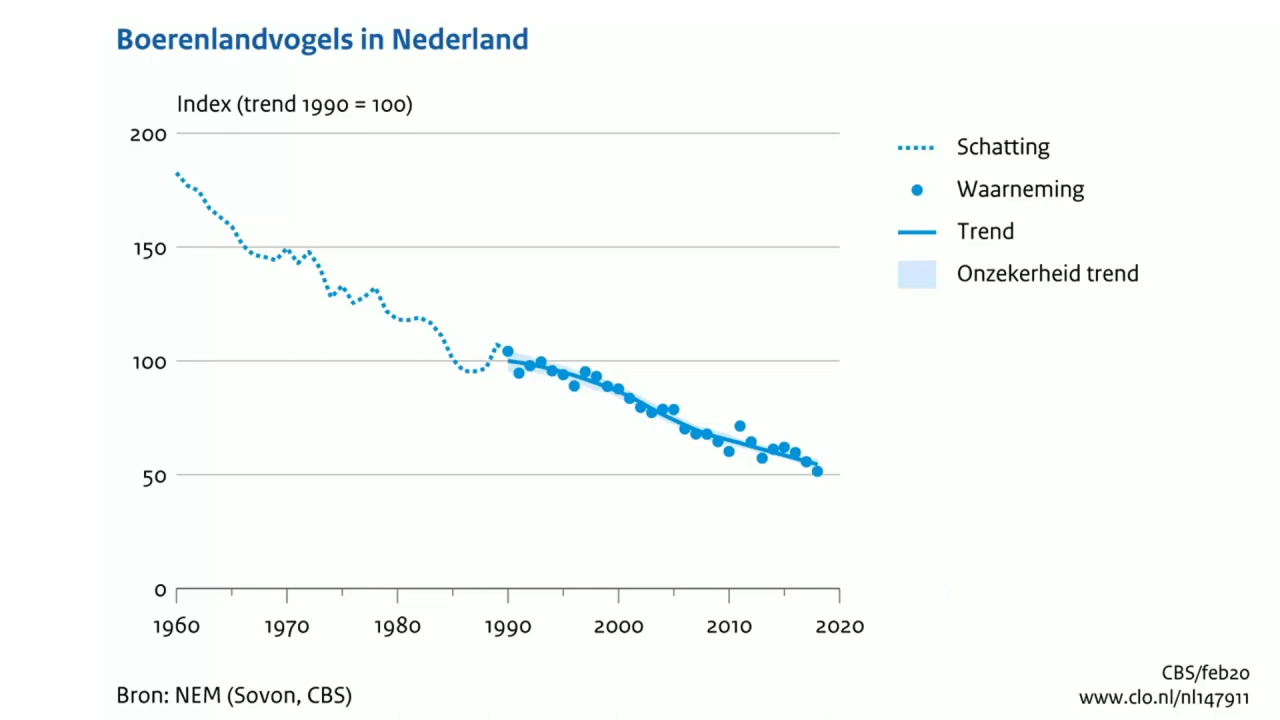 Boerenlandvogels in Nederland
Index (trend 1990 = 100)
200
150
100
50
0
1960 1970 1980 1990 2000 2010 2020
Schatting
Waarneming
Trend
Onzekerheid trend
Bron: NEM (Sovon, CBS)
CBS/feb20
www.clo.nl/nl147911